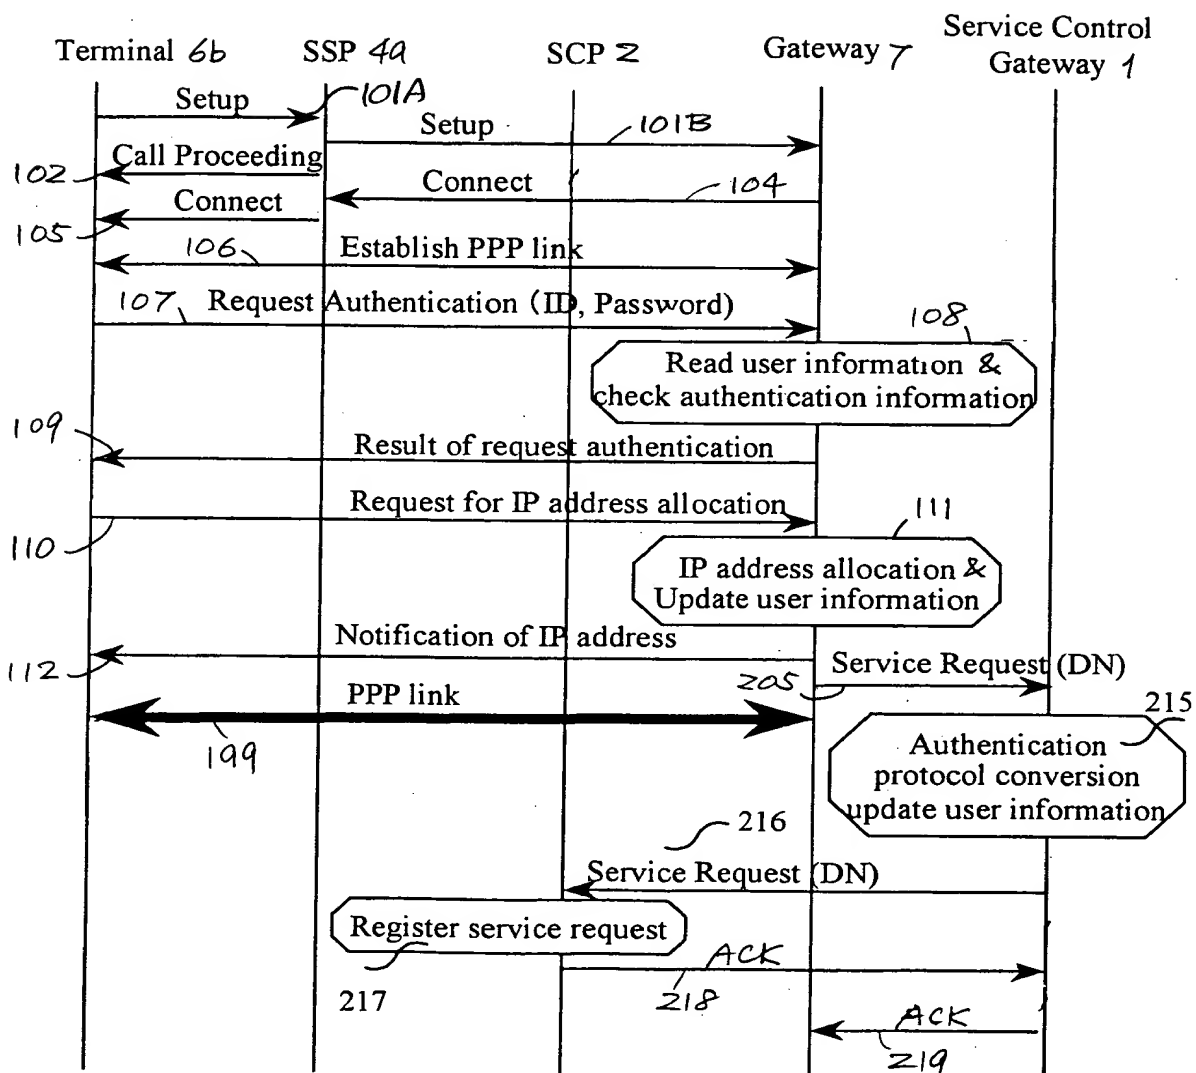 Service Control
Terminal 6b SSP 4a SCP 2 Gateway 7 Gateway 1
Setup 101A
Setup 101B
Call Proceeding
102
Connect 104
Connect
105
106 Establish PPP link
107 Request Authentication (ID, Password)
108
Read user information &
check authentication information
109
Result of request authentication
Request for IP address allocation
110
111
IP address allocation &
Update user information
Notification of IP address
112
Service Request (DN)
205
PPP link
199
215
Authentication
protocol conversion
update user information
216
Service Request (DN)
Register service request
217
ACK
218
ACK
219